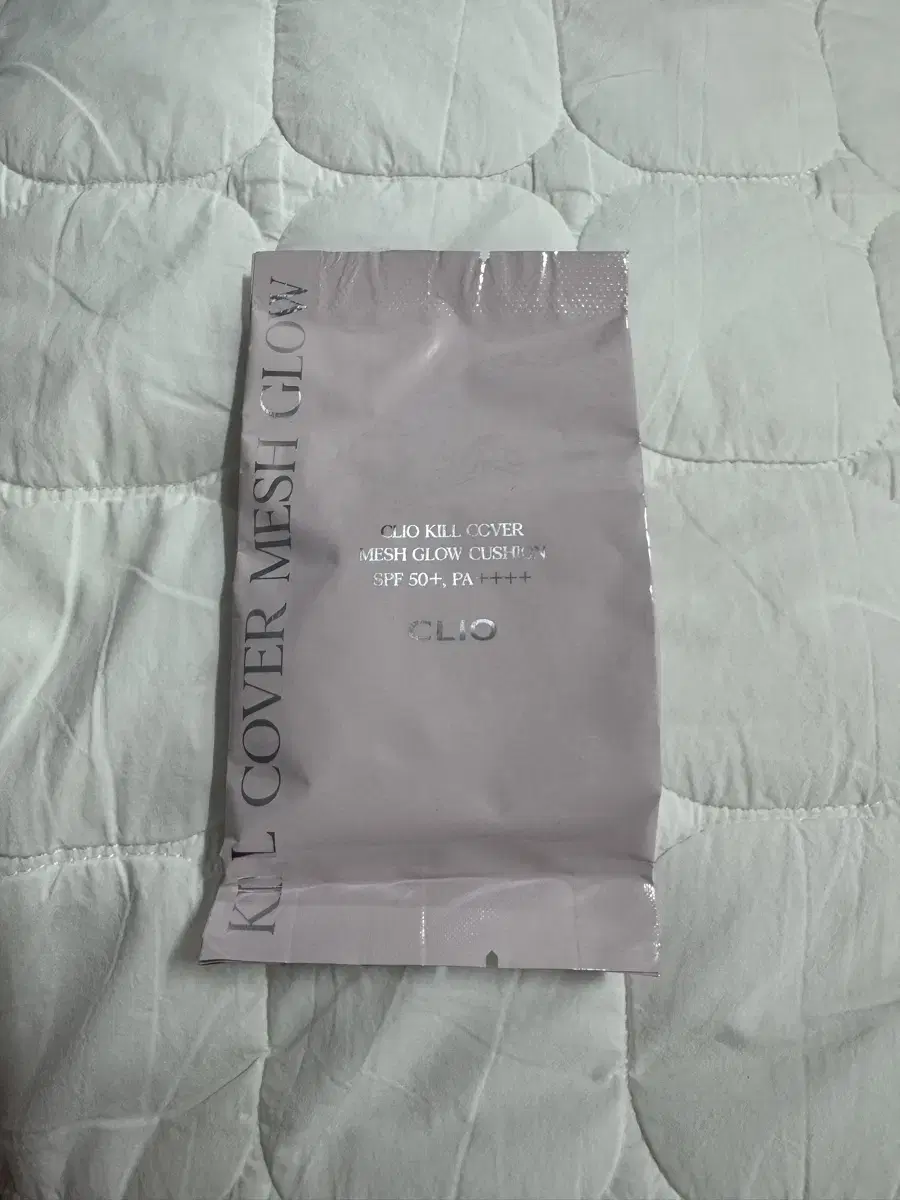 KILL COVER MESH GLOW
CLIO KILL COVER
MESH GLOW CUSHION
SPF 50+, PA ++++
CLIO